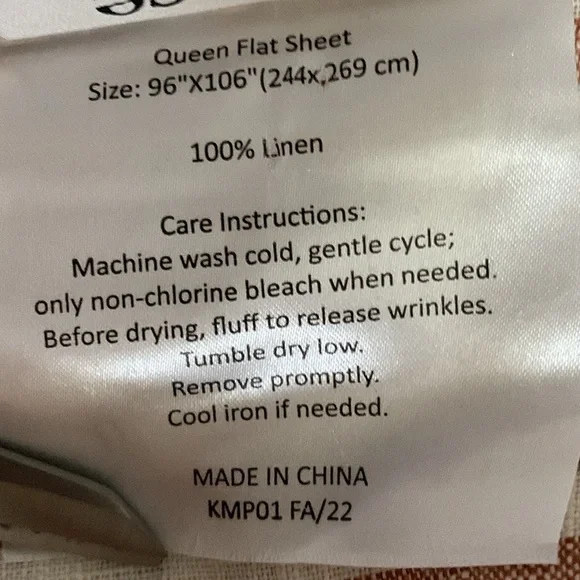 Queen Flat Sheet
Size: 96"X106"(244x,269 cm)
100% Linen
Care Instructions:
Machine wash cold, gentle cycle;
only non-chlorine bleach when needed.
Before drying, fluff to release wrinkles.
Tumble dry low.
Remove promptly.
Cool iron if needed.
MADE IN CHINA
KMP01 FA/22